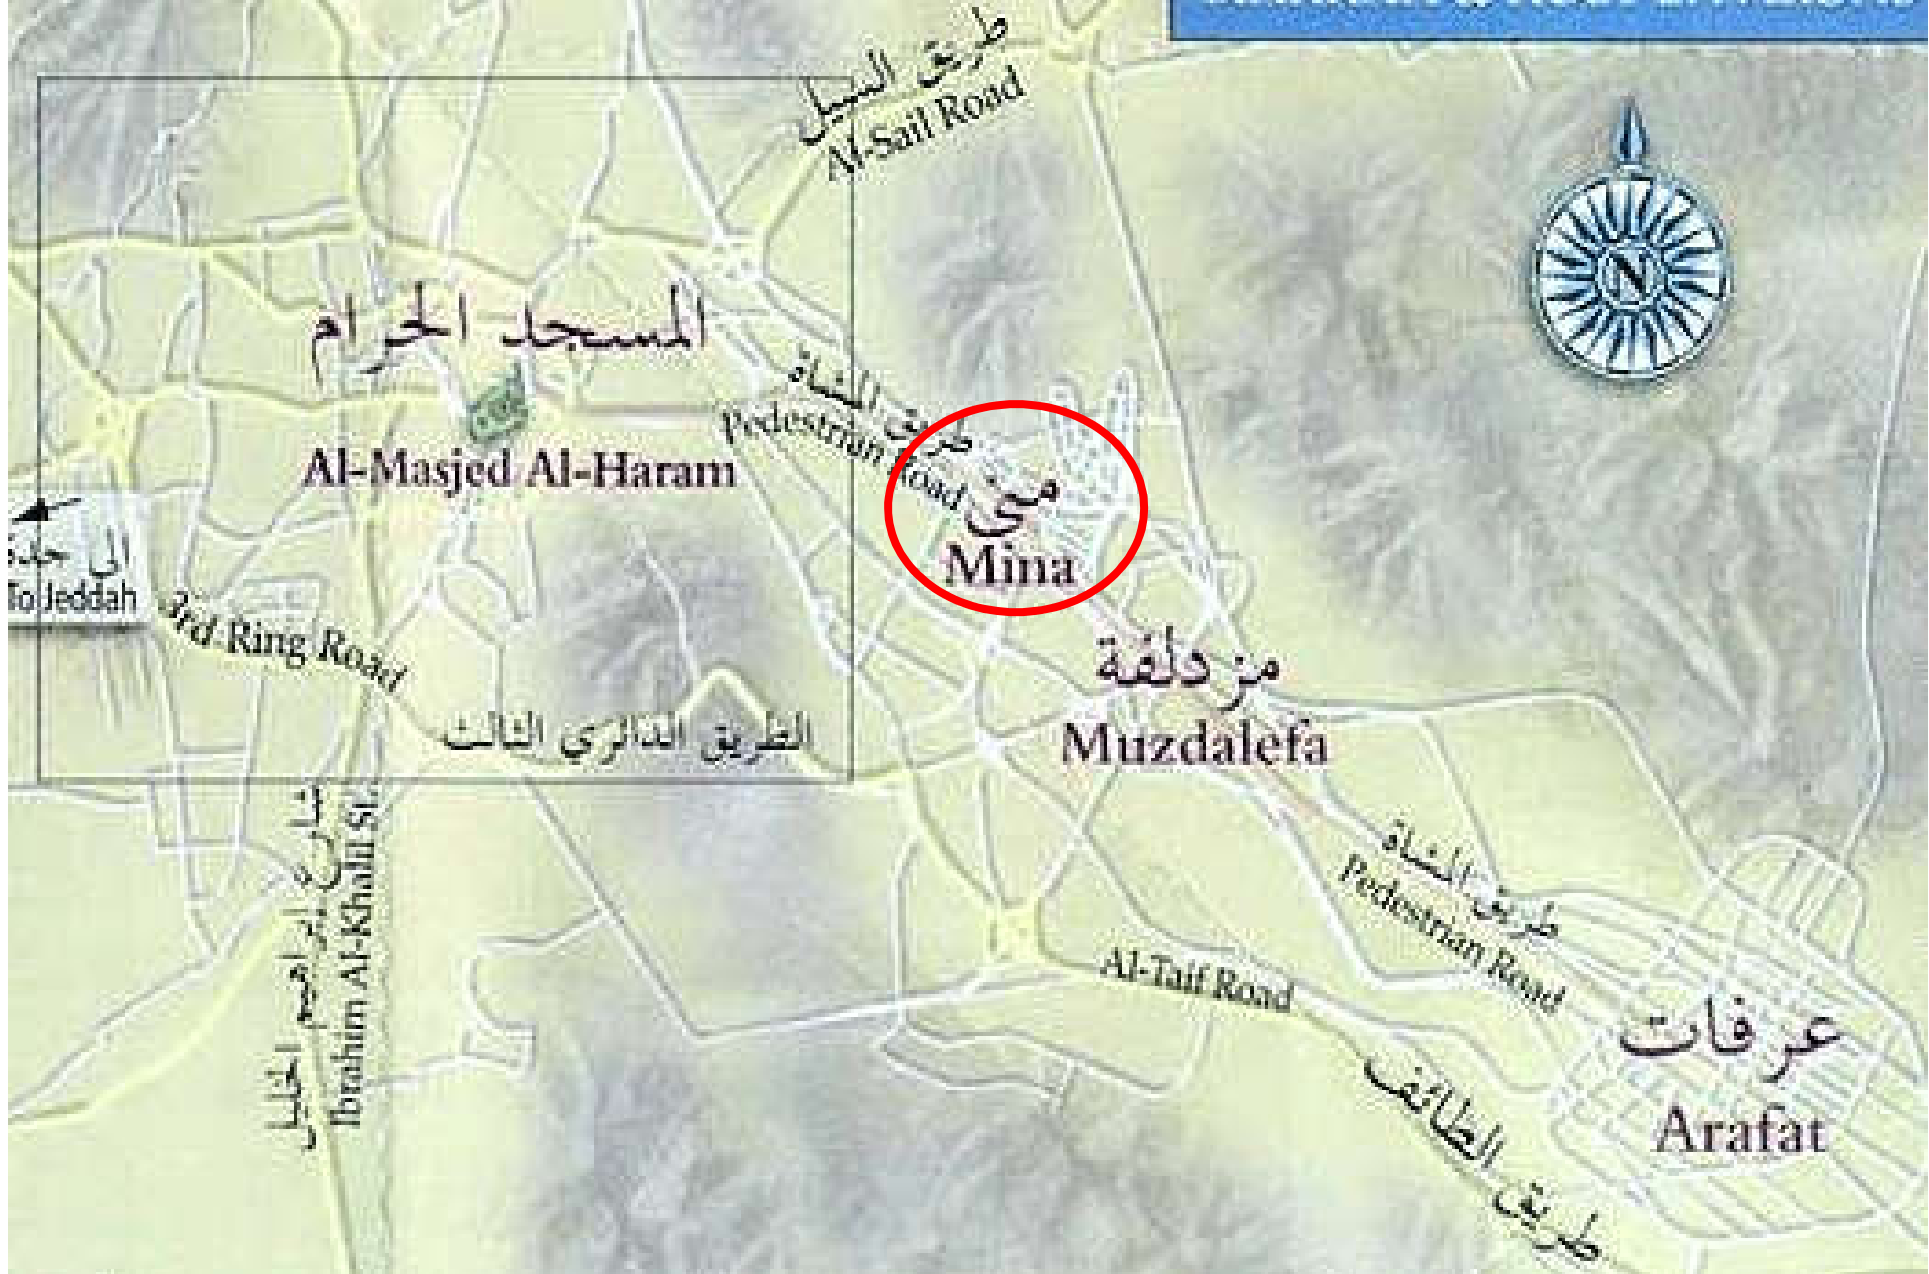 طريق السيل
Al-Sail Road
المسجد الحرام
Al-Masjed Al-Haram
طريق المشاة
Pedestrian Road
منى
Mina
N
الى جدة
To Jeddah
3rd Ring Road
الطريق الدائري الثالث
مزدلفة
Muzdalefa
شارع ابراهيم الخليل
Ibrahim Al-Khalil St.
طريق المشاة
Pedestrian Road
Al-Taif Road
طريق الطائف
عرفات
Arafat